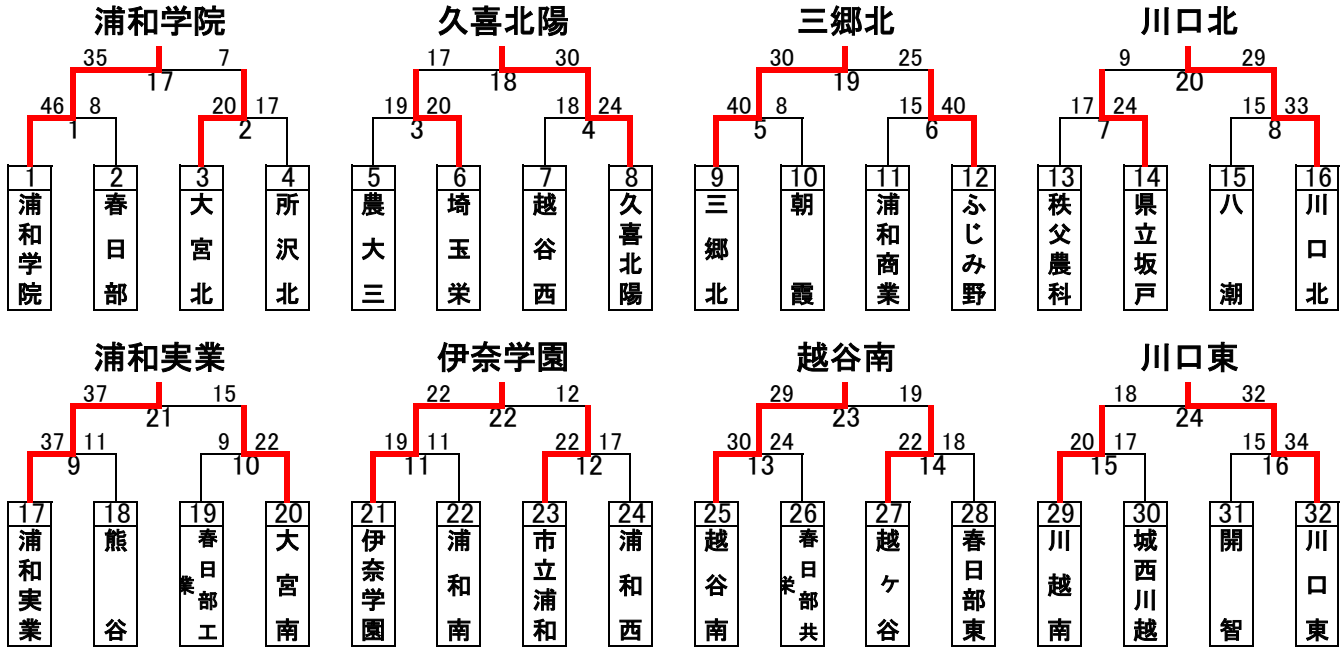 浦和学院 久喜北陽 三郷北 川口北
35 7 17 30 30 25 9 29
17 18 19 20
46 8 20 17 19 20 18 24 40 8 15 40 17 24 15 33
1 2 3 4 5 6 7 8
1 2 3 4 5 6 7 8 9 10 11 12 13 14 15 16
浦和学院
春日部
大宮北
所沢北
農大三
埼玉栄
越谷西
久喜北陽
三郷北
朝霞
浦和商業
ふじみ野
秩父農科
県立坂戸
八潮
川口北
浦和実業 伊奈学園 越谷南 川口東
37 15 22 12 29 19 18 32
21 22 23 24
37 11 9 22 19 11 22 17 30 24 22 18 20 17 15 34
9 10 11 12 13 14 15 16
17 18 19 20 21 22 23 24 25 26 27 28 29 30 31 32
浦和実業
熊谷
春日部工業
大宮南
伊奈学園
浦和南
市立浦和
浦和西
越谷南
春日部共栄
越ケ谷
春日部東
川越南
城西川越
開智
川口東